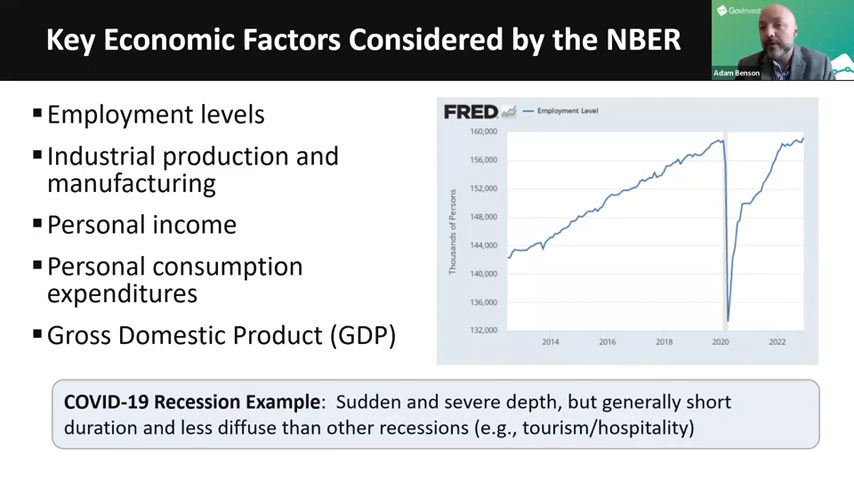 Key Economic Factors Considered by the NBER
GovInvest
Adam Benson
▪Employment levels
▪Industrial production and
manufacturing
▪Personal income
▪Personal consumption
expenditures
▪Gross Domestic Product (GDP)
FRED
Employment Level
160,000
156,000
152,000
148,000
144,000
140,000
136,000
132,000
Thousands of Persons
2014 2016 2018 2020 2022
COVID-19 Recession Example: Sudden and severe depth, but generally short
duration and less diffuse than other recessions (e.g., tourism/hospitality)